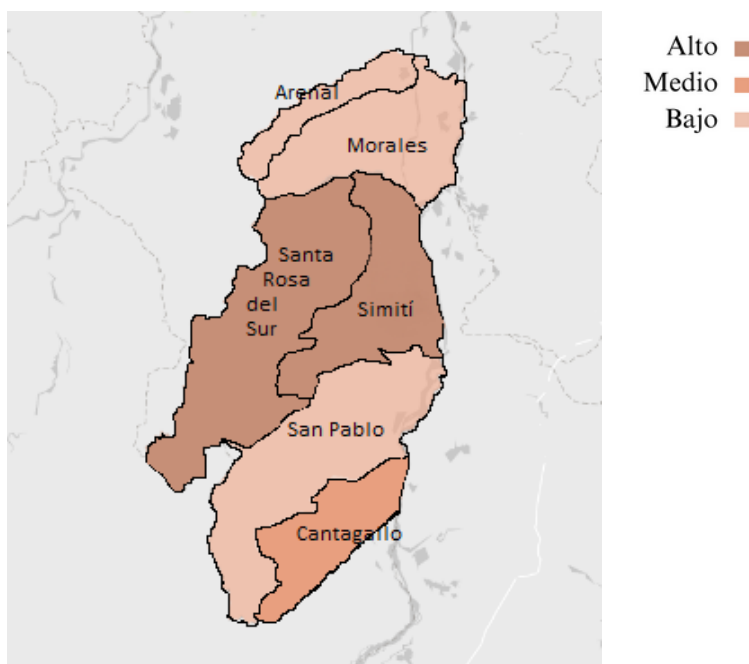 Alto
Medio
Bajo
Arenal
Morales
Santa
Rosa
del
Sur
Simití
San Pablo
Cantagallo